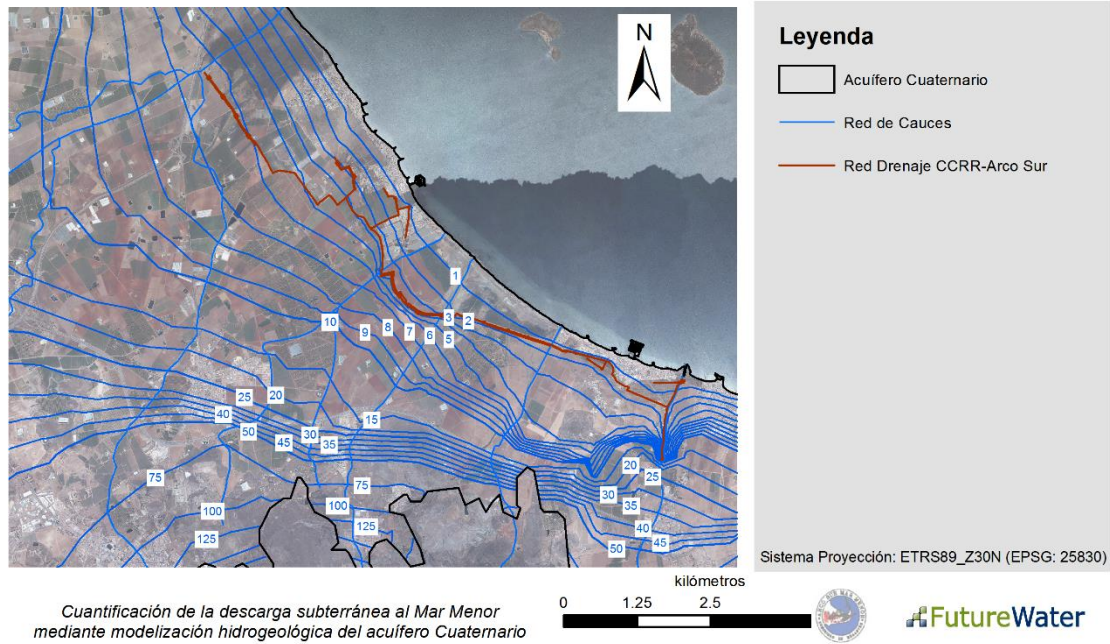 N
1
3
2
10
9
8
7
6
5
25
20
40
15
50
30
45
35
75
75
100
100
125
125
20
25
30
35
40
45
50
Leyenda
Acuífero Cuaternario
Red de Cauces
Red Drenaje CCRR-Arco Sur
Sistema Proyección: ETRS89_Z30N (EPSG: 25830)
Cuantificación de la descarga subterránea al Mar Menor
mediante modelización hidrogeológica del acuífero Cuaternario
kilómetros
0 1.25 2.5
FutureWater